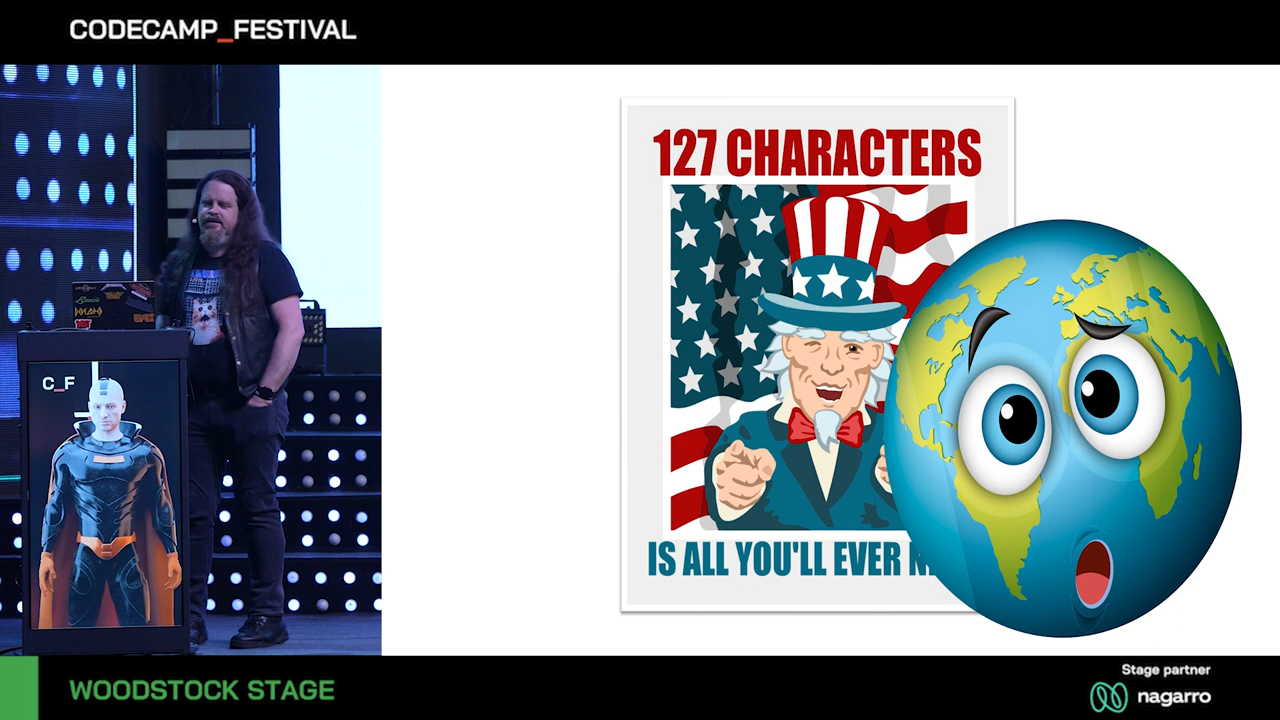 CODECAMP_FESTIVAL
127 CHARACTERS
IS ALL YOU'LL EVER
C_F
WOODSTOCK STAGE
Stage partner
nagarro